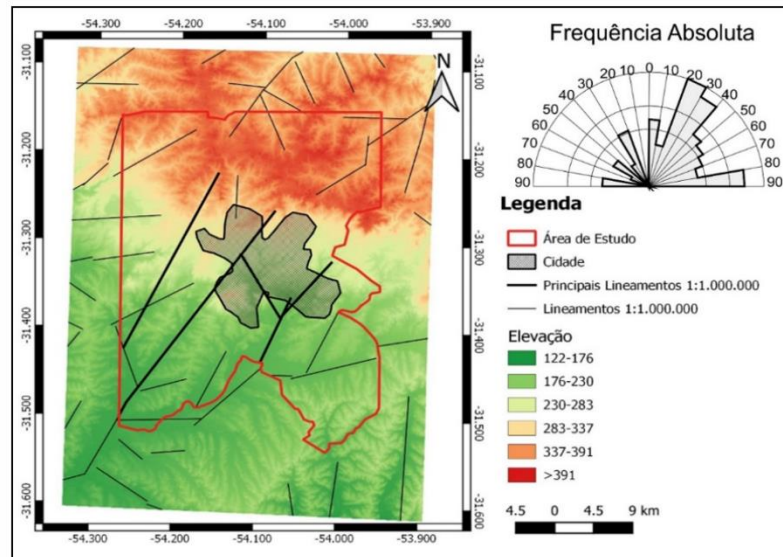 -54.300 -54.200 -54.100 -54.000 -53.900
-31.100
-31.200
-31.300
-31.400
-31.500
-31.600
N
-31.100
-31.200
-31.300
-31.400
-31.500
-31.600
-54.300 -54.200 -54.100 -54.000 -53.900
Frequência Absoluta
90 80 70 60 50 40 30 20 10 0 10 20 30 40 50 60 70 80 90
Legenda
Área de Estudo
Cidade
Principais Lineamentos 1:1.000.000
Lineamentos 1:1.000.000
Elevação
122-176
176-230
230-283
283-337
337-391
>391
4.5 0 4.5 9 km